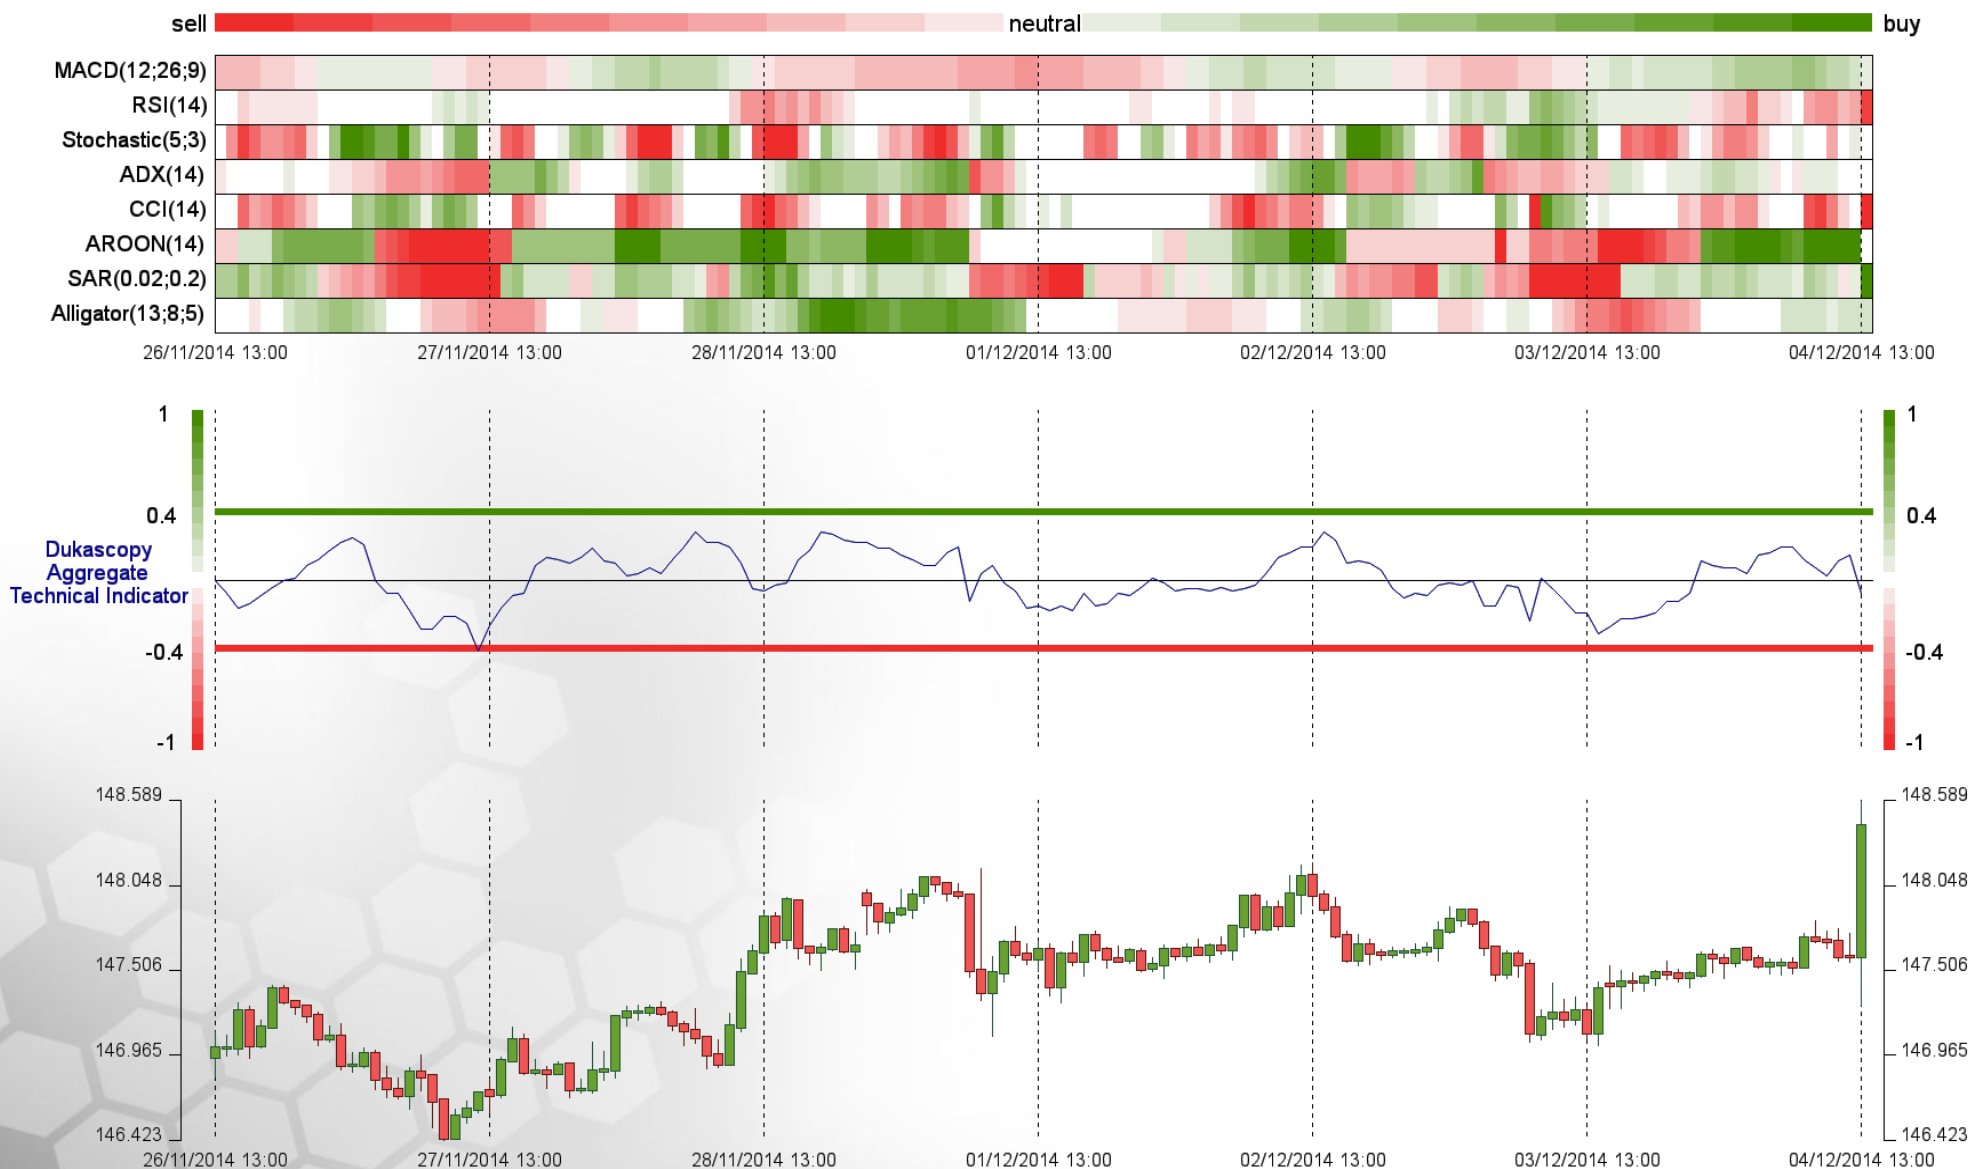 sell neutral buy
MACD(12;26;9)
RSI(14)
Stochastic(5;3)
ADX(14)
CCI(14)
AROON(14)
SAR(0.02;0.2)
Alligator(13;8;5)
26/11/2014 13:00 27/11/2014 13:00 28/11/2014 13:00 01/12/2014 13:00 02/12/2014 13:00 03/12/2014 13:00 04/12/2014 13:00
1 1
0.4 0.4
Dukascopy
Aggregate
Technical Indicator
-0.4 -0.4
-1 -1
148.589 148.589
148.048 148.048
147.506 147.506
146.965 146.965
146.423 146.423
26/11/2014 13:00 27/11/2014 13:00 28/11/2014 13:00 01/12/2014 13:00 02/12/2014 13:00 03/12/2014 13:00 04/12/2014 13:00